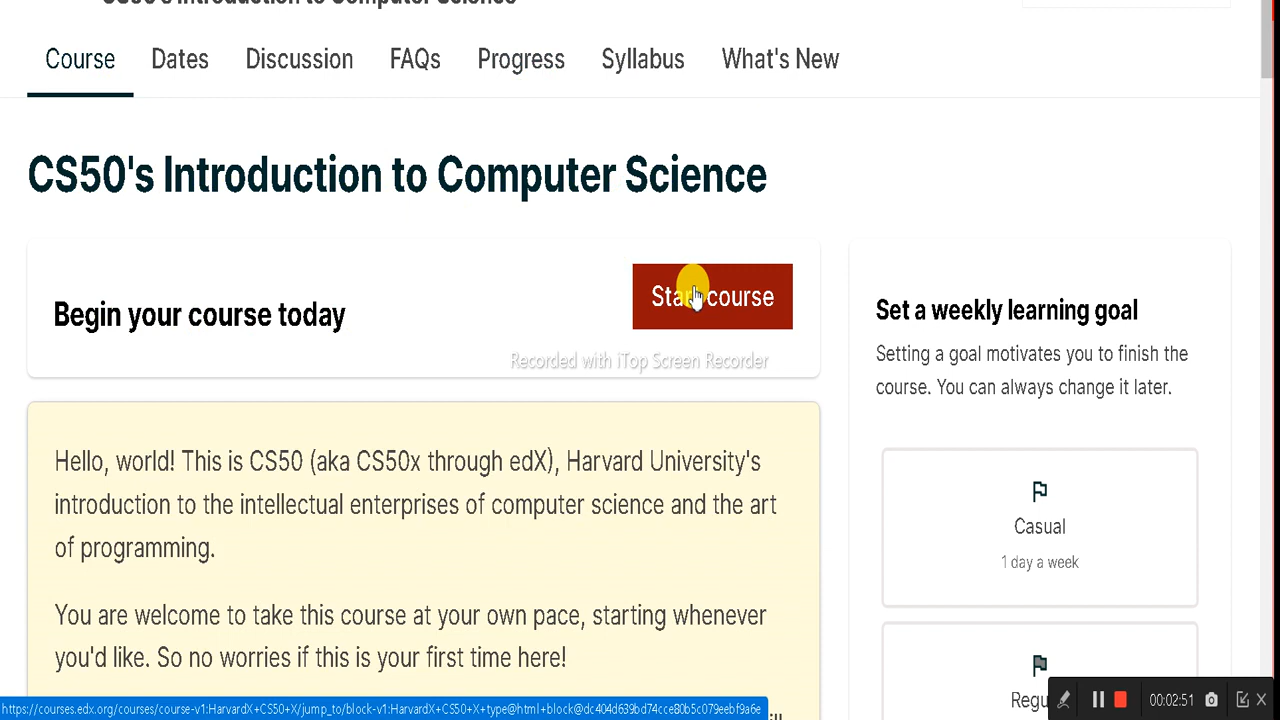 CS50's Introduction to Computer Science
Course Dates Discussion FAQs Progress Syllabus What's New
CS50's Introduction to Computer Science
Begin your course today
Start course
Recorded with iTop Screen Recorder
Hello, world! This is CS50 (aka CS50x through edX), Harvard University's
introduction to the intellectual enterprises of computer science and the art
of programming.
You are welcome to take this course at your own pace, starting whenever
you'd like. So no worries if this is your first time here!
Set a weekly learning goal
Setting a goal motivates you to finish the
course. You can always change it later.
Casual
1 day a week
https://courses.edx.org/courses/course-v1:HarvardX+CS50+X/jump_to/block-v1:HarvardX+CS50+X+type@html+block@dc404d639bd74cce80b5c079eebf9a6e
00:02:51